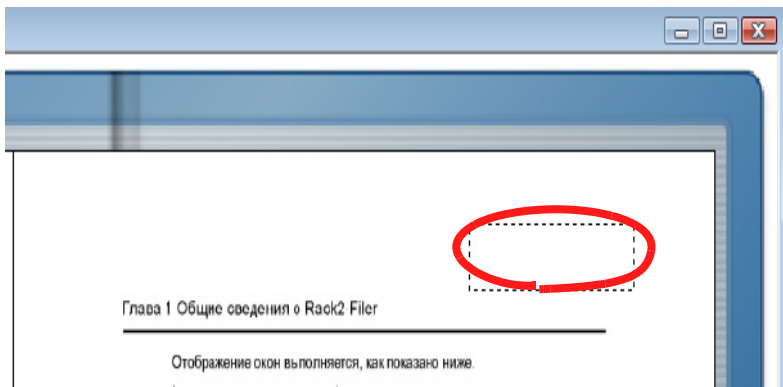 Глава 1 Общие сведения о Rack2 Filer
Отображение окон выполняется, как показано ниже.